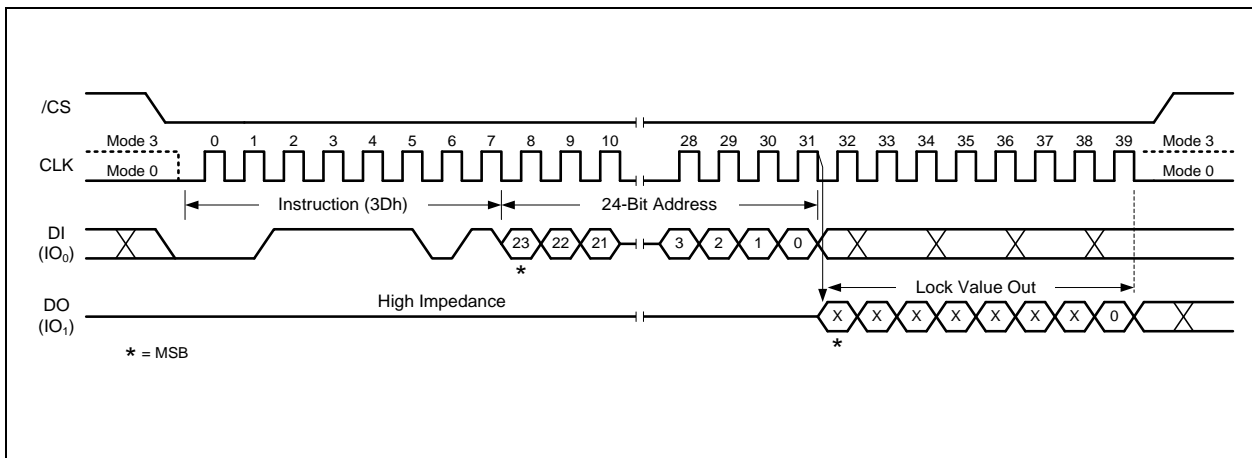 /CS
Mode 3 0 1 2 3 4 5 6 7 8 9 10 28 29 30 31 32 33 34 35 36 37 38 39 Mode 3
CLK
Mode 0 Mode 0
Instruction (3Dh) 24-Bit Address
DI
(IO0)
23 22 21 3 2 1 0
*
High Impedance Lock Value Out
DO
(IO1)
X X X X X X X 0
* = MSB *